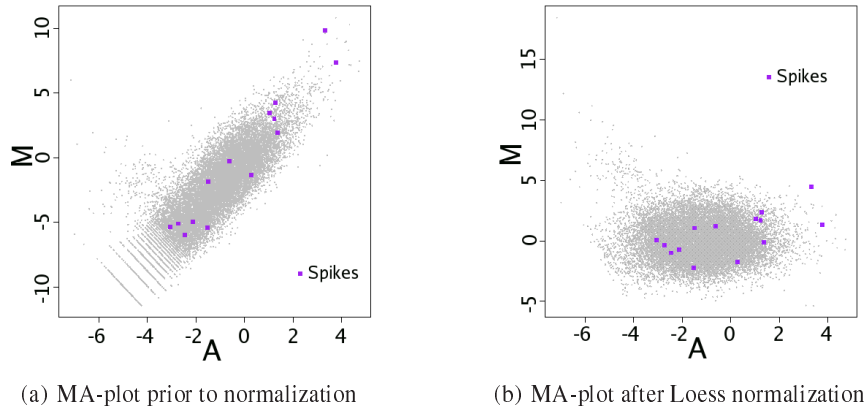 10
5
0
-5
-10
M
Spikes
-6 -4 -2 0 2 4
A
(a) MA-plot prior to normalization
15
10
5
0
-5
M
Spikes
-6 -4 -2 0 2 4
A
(b) MA-plot after Loess normalization